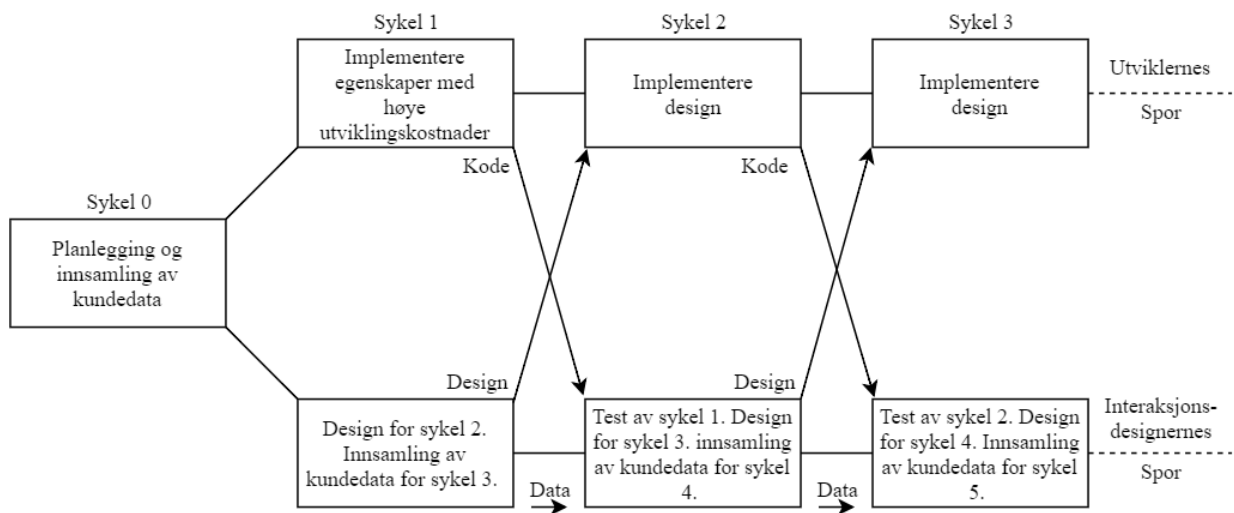 Sykel 1
Sykel 2
Sykel 3
Implementere
egenskaper med
høye
utviklingskostnader
Implementere
design
Implementere
design
Utviklernes
Spor
Kode
Kode
Sykel 0
Planlegging og
innsamling av
kundedata
Design
Design
Design for sykel 2.
Innsamling av
kundedata for sykel 3.
Test av sykel 1. Design
for sykel 3. innsamling
av kundedata for sykel
4.
Test av sykel 2. Design
for sykel 4. Innsamling
av kundedata for sykel
5.
Interaksjons-
designernes
Spor
Data
Data